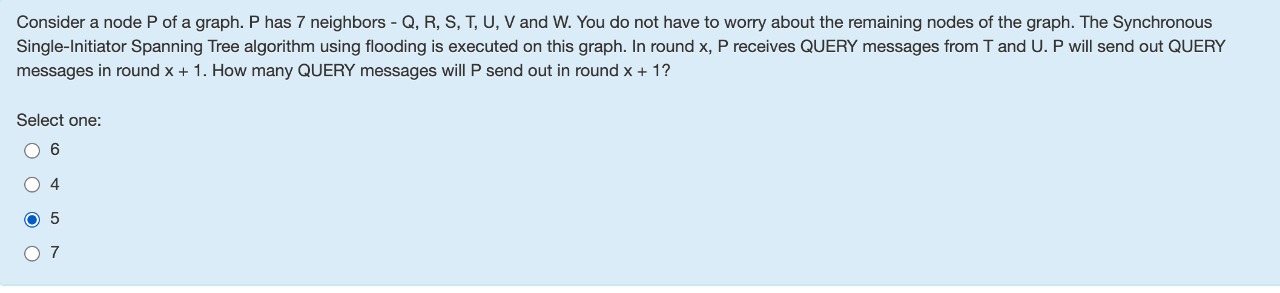 Consider a node P of a graph. P has 7 neighbors - Q, R, S, T, U, V and W. You do not have to worry about the remaining nodes of the graph. The Synchronous
Single-Initiator Spanning Tree algorithm using flooding is executed on this graph. In round x, P receives QUERY messages from T and U. P will send out QUERY
messages in round x + 1. How many QUERY messages will P send out in round x + 1?
Select one:
6
4
5
7